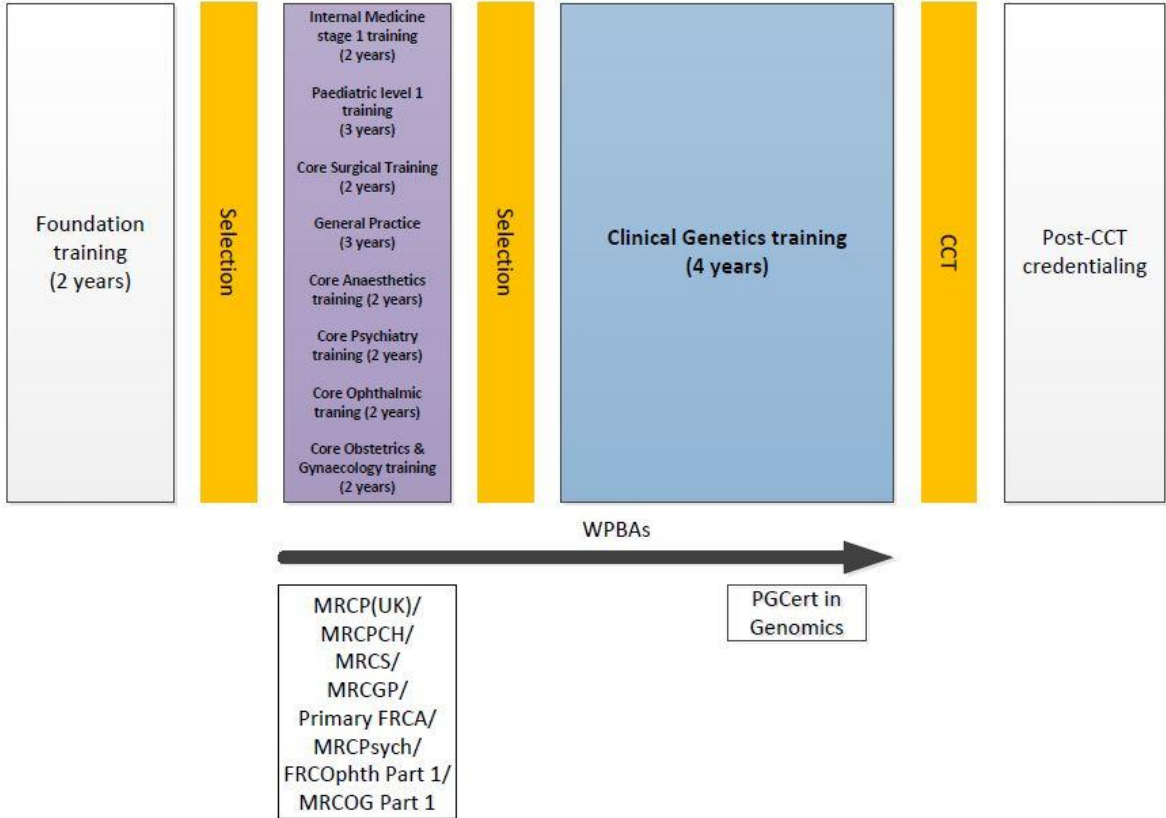 Foundation
training
(2 years)
Selection
Internal Medicine
stage 1 training
(2 years)
Paediatric level 1
training
(3 years)
Core Surgical Training
(2 years)
General Practice
(3 years)
Core Anaesthetics
training (2 years)
Core Psychiatry
training (2 years)
Core Ophthalmic
traning (2 years)
Core Obstetrics &
Gynaecology training
(2 years)
Selection
Clinical Genetics training
(4 years)
CCT
Post-CCT
credentialing
WPBAs
MRCP(UK)/
MRCPCH/
MRCS/
MRCGP/
Primary FRCA/
MRCPsych/
FRCOphth Part 1/
MRCOG Part 1
PGCert in
Genomics